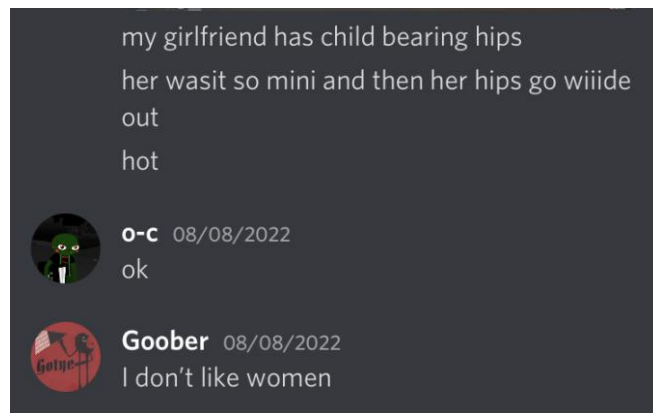 my girlfriend has child bearing hips
her wasit so mini and then her hips go wiiide
out
hot
o-c 08/08/2022
ok
Gotye
Goober 08/08/2022
I don't like women